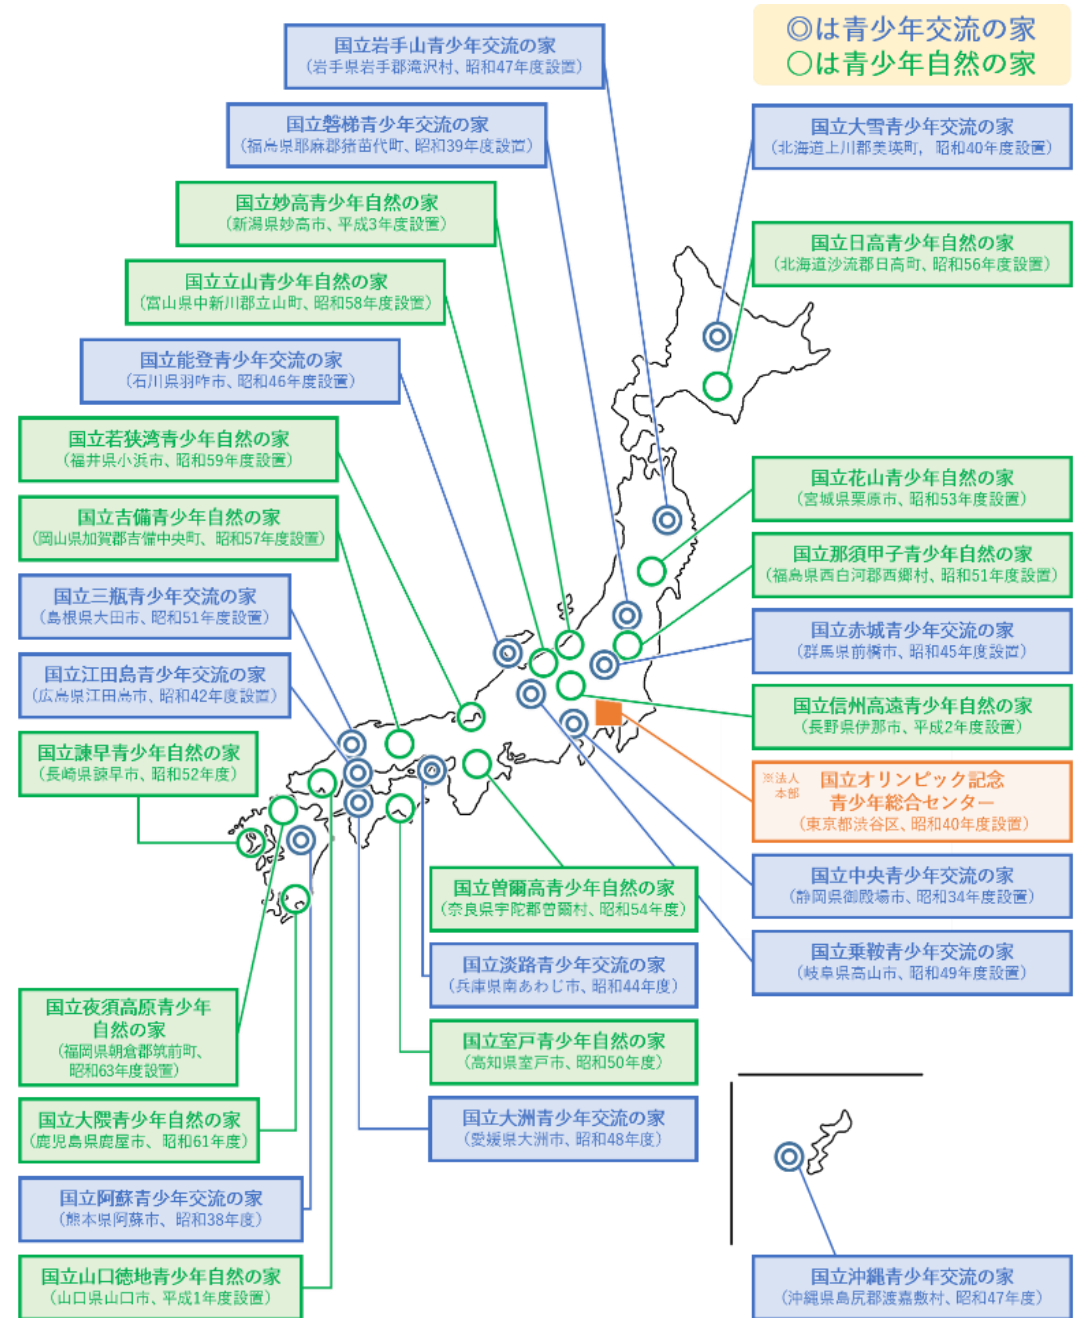 ◎は青少年交流の家
○は青少年自然の家
国立岩手山青少年交流の家
(岩手県岩手郡滝沢村、昭和47年度設置)
国立磐梯青少年交流の家
(福島県耶麻郡猪苗代町、昭和39年度設置)
国立妙高青少年自然の家
(新潟県妙高市、平成3年度設置)
国立立山青少年自然の家
(富山県中新川郡立山町、昭和58年度設置)
国立能登青少年交流の家
(石川県羽咋市、昭和46年度設置)
国立若狭湾青少年自然の家
(福井県小浜市、昭和59年度設置)
国立吉備青少年自然の家
(岡山県加賀郡吉備中央町、昭和57年度設置)
国立三瓶青少年交流の家
(島根県大田市、昭和51年度設置)
国立江田島青少年交流の家
(広島県江田島市、昭和42年度設置)
国立諫早青少年自然の家
(長崎県諫早市、昭和52年度)
国立夜須高原青少年
自然の家
(福岡県朝倉郡筑前町、
昭和63年度設置)
国立大隈青少年自然の家
(鹿児島県鹿屋市、昭和61年度)
国立阿蘇青少年交流の家
(熊本県阿蘇市、昭和38年度)
国立山口徳地青少年自然の家
(山口県山口市、平成1年度設置)
国立曽爾高青少年自然の家
(奈良県宇陀郡曽爾村、昭和54年度)
国立淡路青少年交流の家
(兵庫県南あわじ市、昭和44年度)
国立室戸青少年自然の家
(高知県室戸市、昭和50年度)
国立大洲青少年交流の家
(愛媛県大洲市、昭和48年度)
国立大雪青少年交流の家
(北海道上川郡美瑛町, 昭和40年度設置)
国立日高青少年自然の家
(北海道沙流郡日高町、昭和56年度設置)
国立花山青少年自然の家
(宮城県栗原市、昭和53年度設置)
国立那須甲子青少年自然の家
(福島県西白河郡西郷村、昭和51年度設置)
国立赤城青少年交流の家
(群馬県前橋市、昭和45年度設置)
国立信州高遠青少年自然の家
(長野県伊那市、平成2年度設置)
※法人
本部
国立オリンピック記念
青少年総合センター
(東京都渋谷区、昭和40年度設置)
国立中央青少年交流の家
(静岡県御殿場市、昭和34年度設置)
国立乗鞍青少年交流の家
(岐阜県高山市、昭和49年度設置)
国立沖縄青少年交流の家
(沖縄県島尻郡渡嘉敷村、昭和47年度)